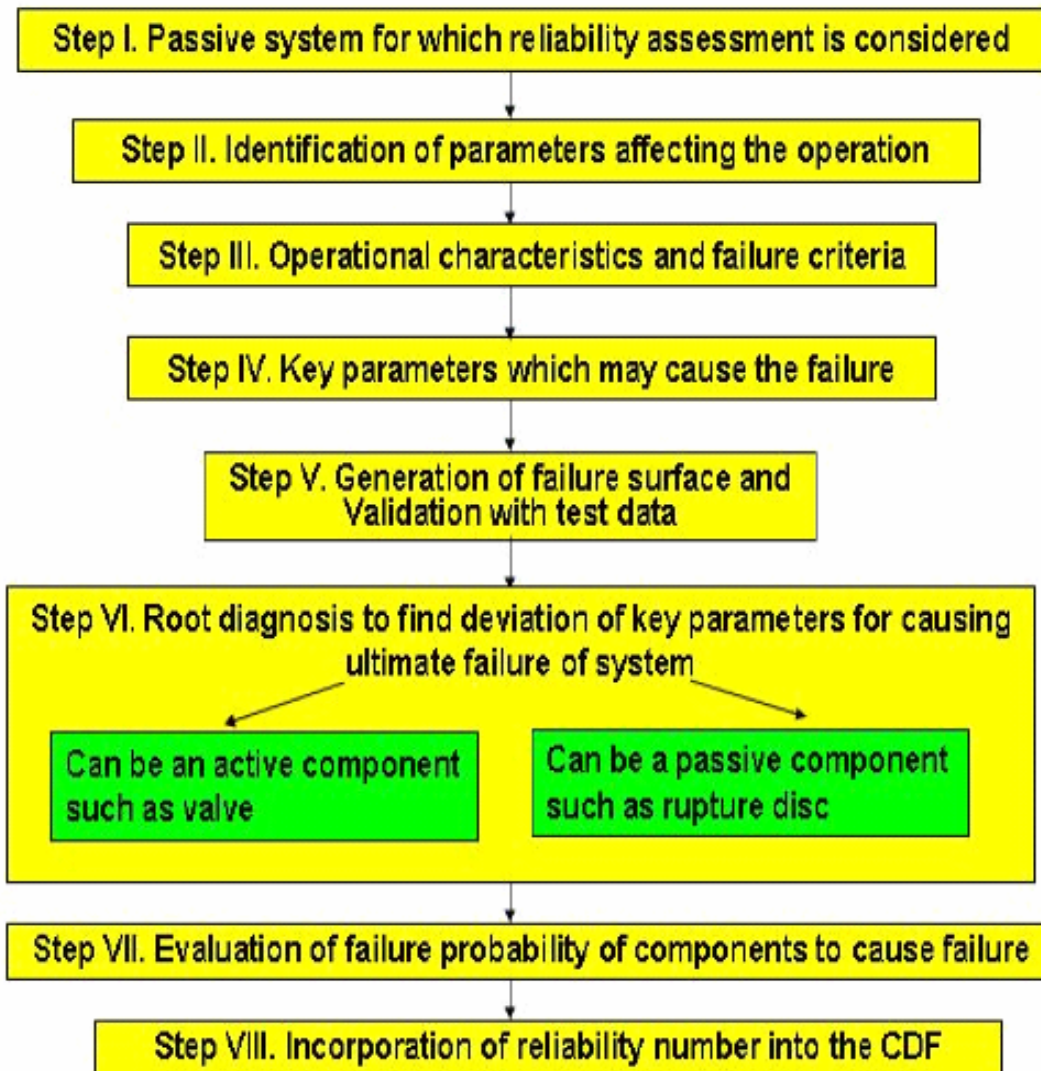 Step I. Passive system for which reliability assessment is considered
Step II. Identification of parameters affecting the operation
Step III. Operational characteristics and failure criteria
Step IV. Key parameters which may cause the failure
Step V. Generation of failure surface and
Validation with test data
Step VI. Root diagnosis to find deviation of key parameters for causing
ultimate failure of system
Can be an active component
such as valve
Can be a passive component
such as rupture disc
Step VII. Evaluation of failure probability of components to cause failure
Step VIII. Incorporation of reliability number into the CDF